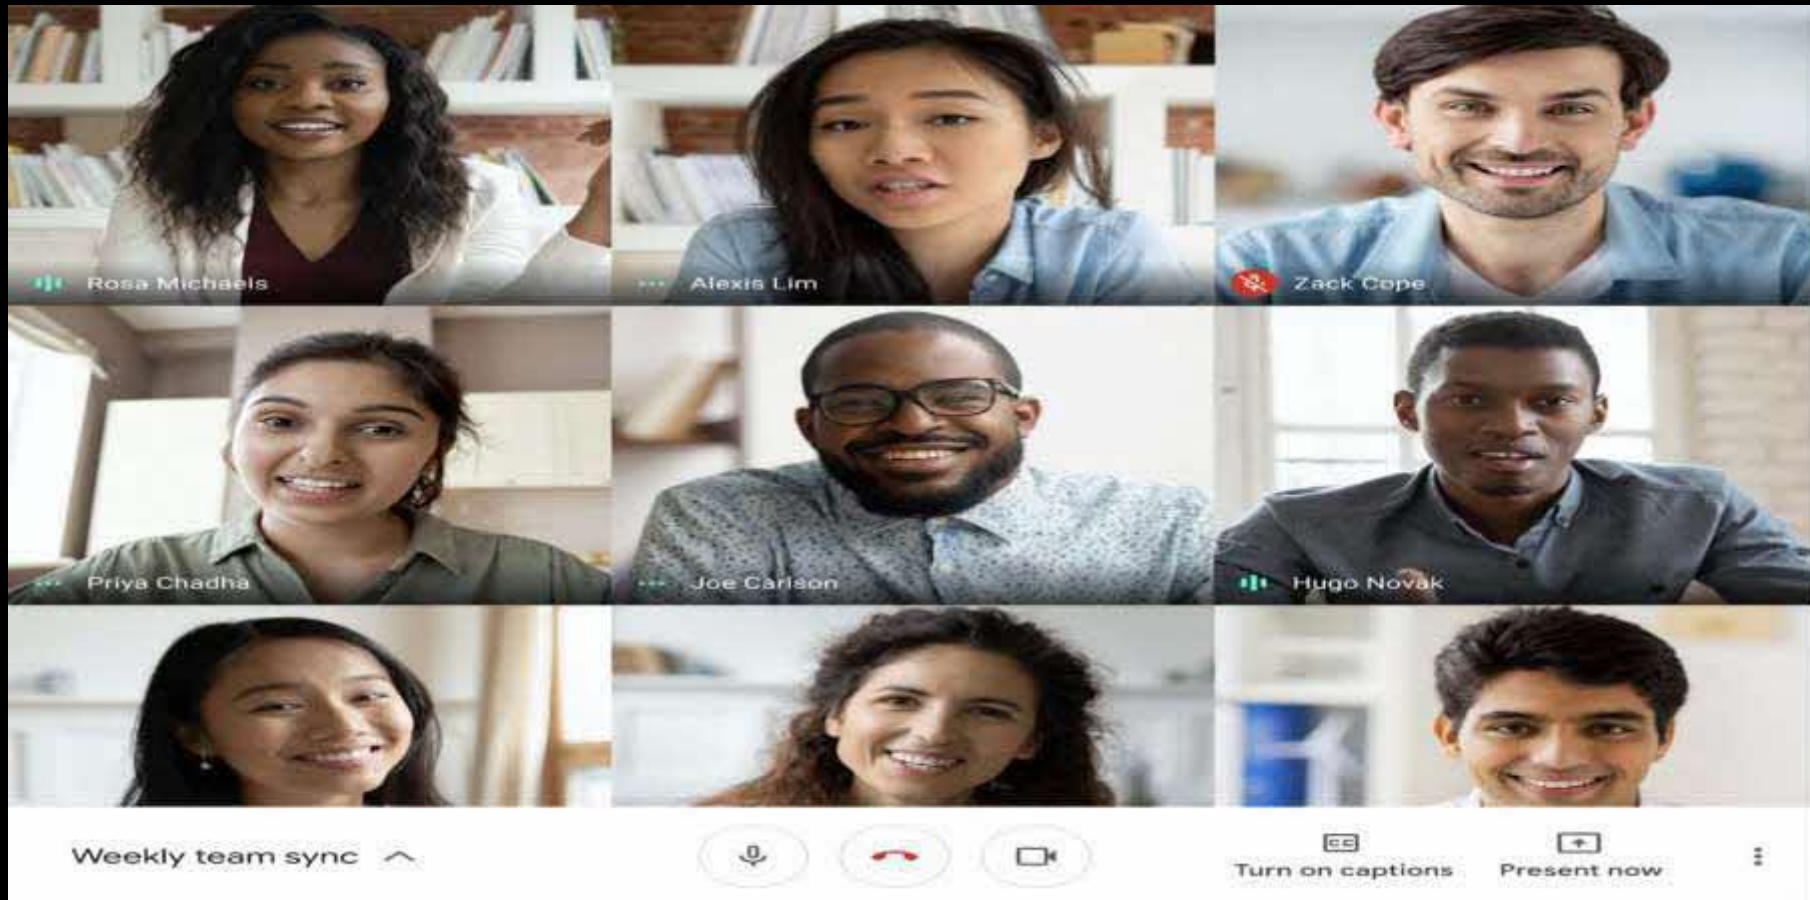 Rosa Michaels
Alexis Lim
Zack Cope
Priya Chadha
Joe Carlson
Hugo Novak
Weekly team sync
CC
Turn on captions
Present now